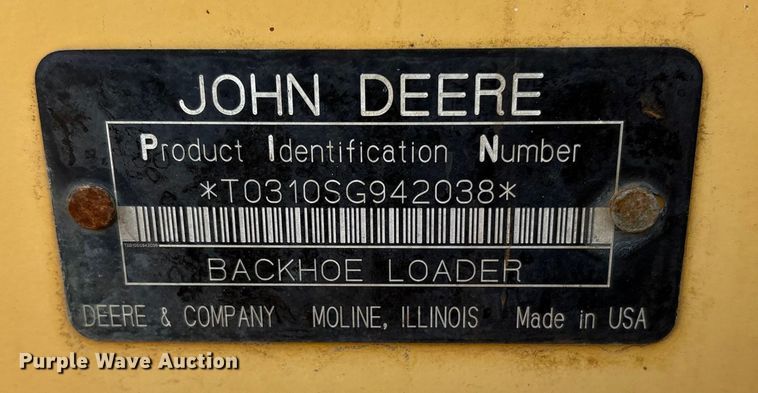 JOHN DEERE
Product Identification Number
*T0310SG942038*
BACKHOE LOADER
DEERE & COMPANY MOLINE, ILLINOIS Made in USA
Purple Wave Auction